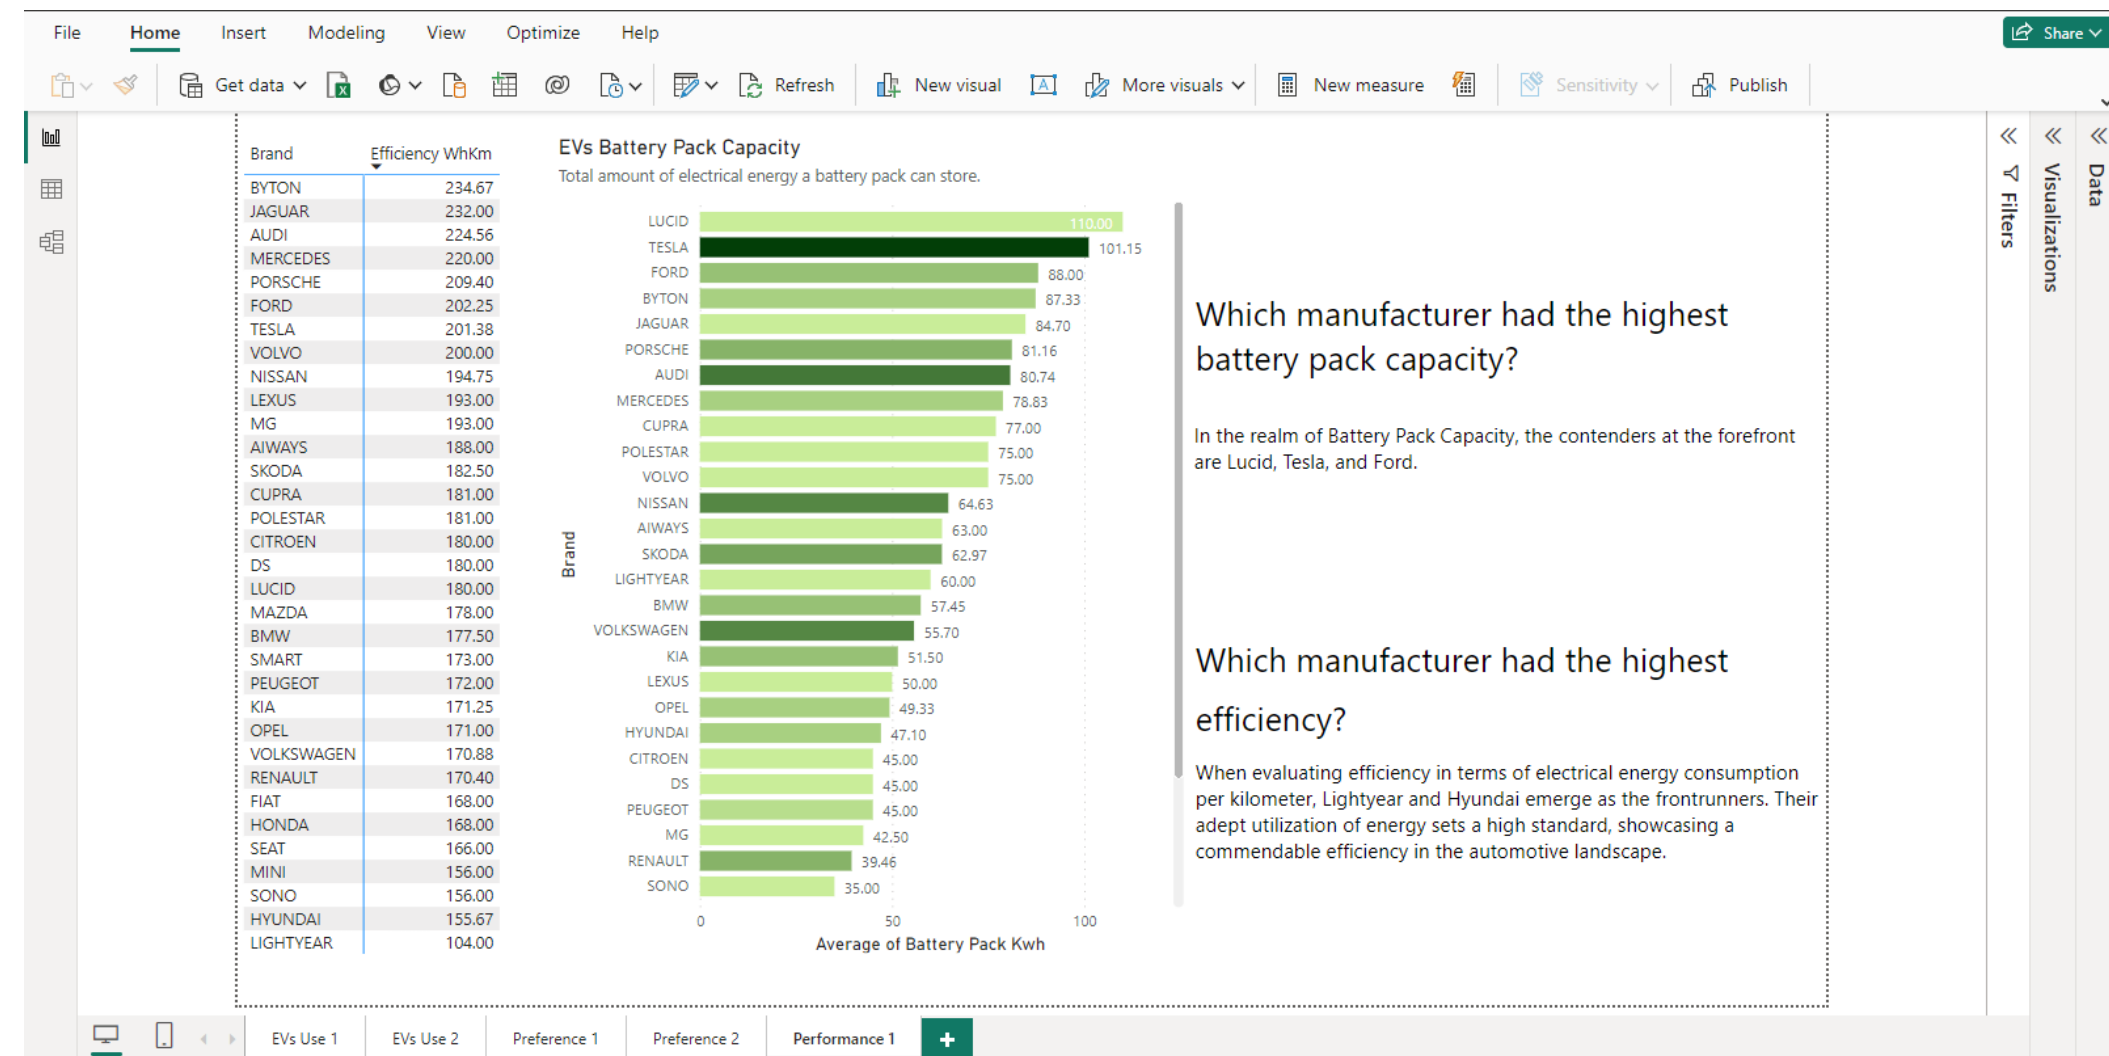 File Home Insert Modeling View Optimize Help
Share
Get data Refresh New visual More visuals New measure Sensitivity Publish
Brand Efficiency WhKm
BYTON 234.67
JAGUAR 232.00
AUDI 224.56
MERCEDES 220.00
PORSCHE 209.40
FORD 202.25
TESLA 201.38
VOLVO 200.00
NISSAN 194.75
LEXUS 193.00
MG 193.00
AIWAYS 188.00
SKODA 182.50
CUPRA 181.00
POLESTAR 181.00
CITROEN 180.00
DS 180.00
LUCID 180.00
MAZDA 178.00
BMW 177.50
SMART 173.00
PEUGEOT 172.00
KIA 171.25
OPEL 171.00
VOLKSWAGEN 170.88
RENAULT 170.40
FIAT 168.00
HONDA 168.00
SEAT 166.00
MINI 156.00
SONO 156.00
HYUNDAI 155.67
LIGHTYEAR 104.00
EVs Battery Pack Capacity
Total amount of electrical energy a battery pack can store.
Brand
LUCID 110.00
TESLA 101.15
FORD 88.00
BYTON 87.33
JAGUAR 84.70
PORSCHE 81.16
AUDI 80.74
MERCEDES 78.83
CUPRA 77.00
POLESTAR 75.00
VOLVO 75.00
NISSAN 64.63
AIWAYS 63.00
SKODA 62.97
LIGHTYEAR 60.00
BMW 57.45
VOLKSWAGEN 55.70
KIA 51.50
LEXUS 50.00
OPEL 49.33
HYUNDAI 47.10
CITROEN 45.00
DS 45.00
PEUGEOT 45.00
MG 42.50
RENAULT 39.46
SONO 35.00
0 50 100
Average of Battery Pack Kwh
Which manufacturer had the highest
battery pack capacity?
In the realm of Battery Pack Capacity, the contenders at the forefront
are Lucid, Tesla, and Ford.
Which manufacturer had the highest
efficiency?
When evaluating efficiency in terms of electrical energy consumption
per kilometer, Lightyear and Hyundai emerge as the frontrunners. Their
adept utilization of energy sets a high standard, showcasing a
commendable efficiency in the automotive landscape.
Filters
Visualizations
Data
EVs Use 1 EVs Use 2 Preference 1 Preference 2 Performance 1